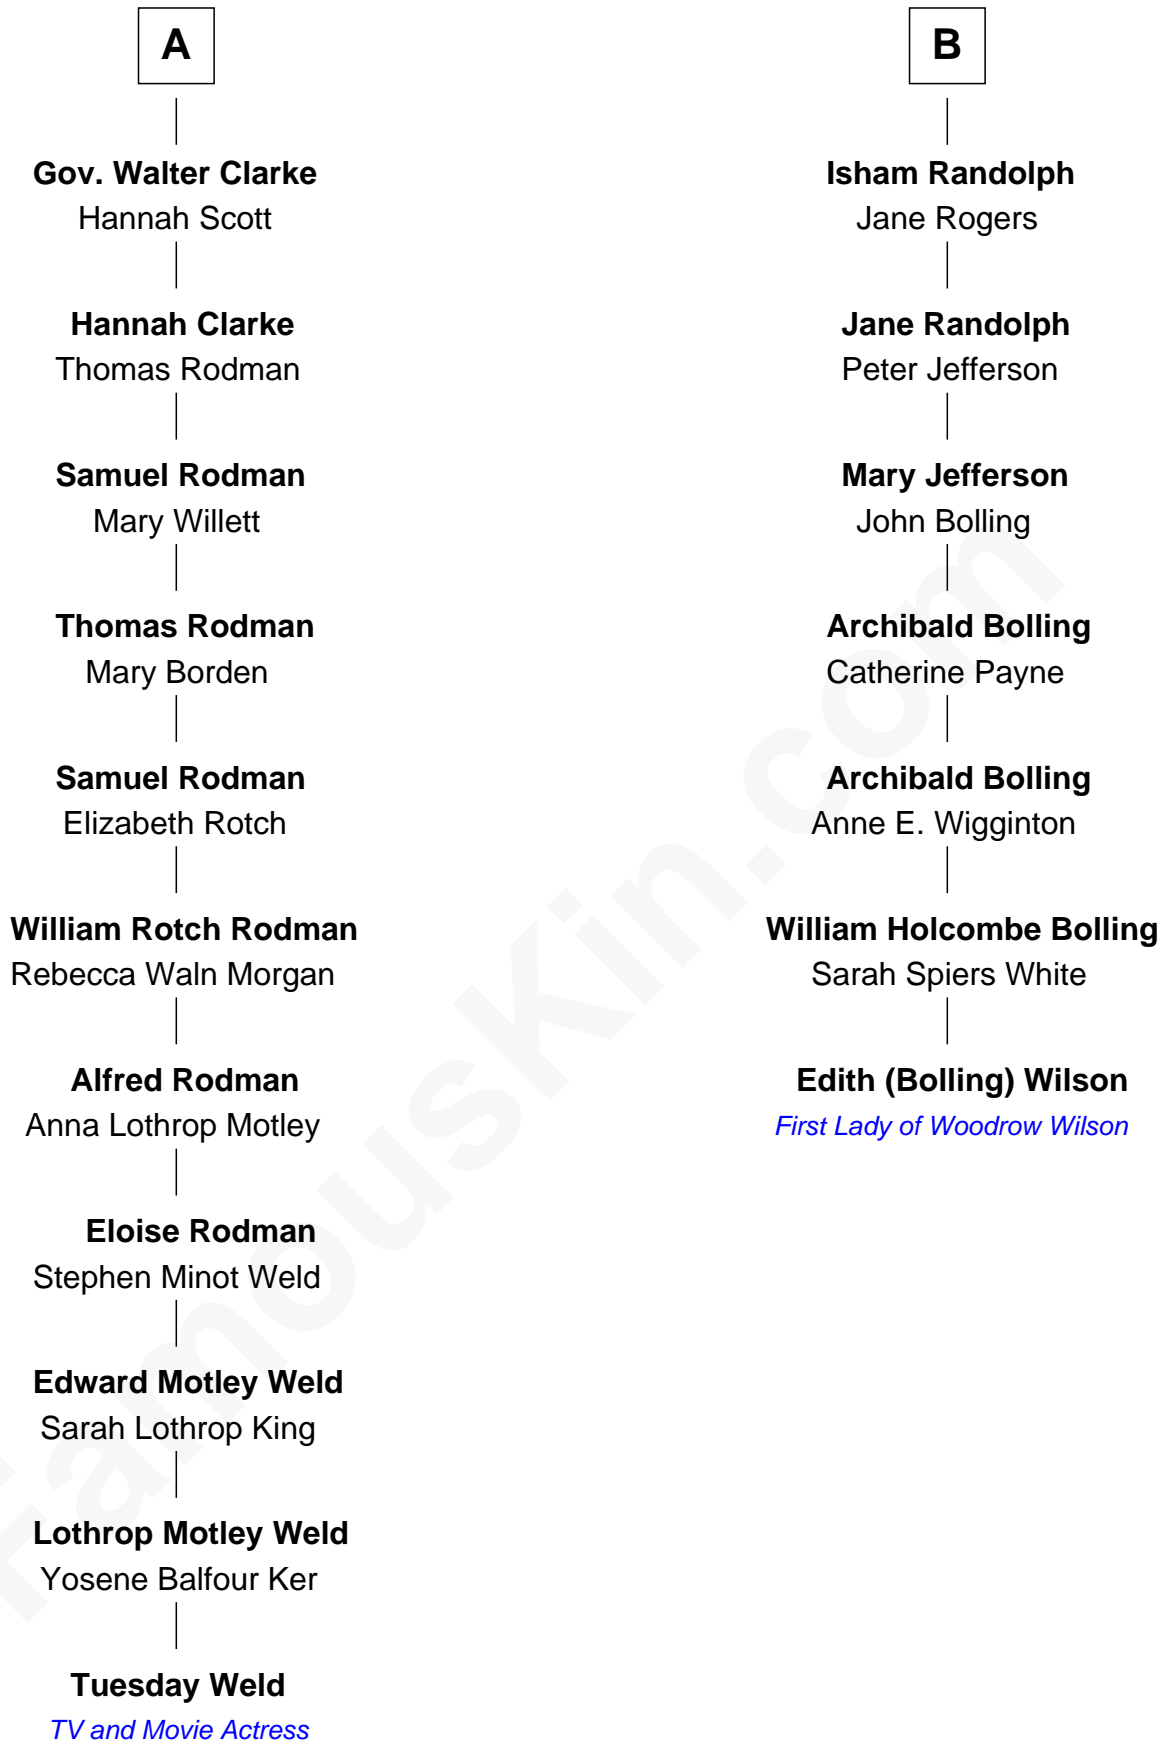 A
Gov. Walter Clarke
Hannah Scott
Hannah Clarke
Thomas Rodman
Samuel Rodman
Mary Willett
Thomas Rodman
Mary Borden
Samuel Rodman
Elizabeth Rotch
William Rotch Rodman
Rebecca Waln Morgan
Alfred Rodman
Anna Lothrop Motley
Eloise Rodman
Stephen Minot Weld
Edward Motley Weld
Sarah Lothrop King
Lothrop Motley Weld
Yosene Balfour Ker
Tuesday Weld
TV and Movie Actress
B
Isham Randolph
Jane Rogers
Jane Randolph
Peter Jefferson
Mary Jefferson
John Bolling
Archibald Bolling
Catherine Payne
Archibald Bolling
Anne E. Wigginton
William Holcombe Bolling
Sarah Spiers White
Edith (Bolling) Wilson
First Lady of Woodrow Wilson
FamousKin.com